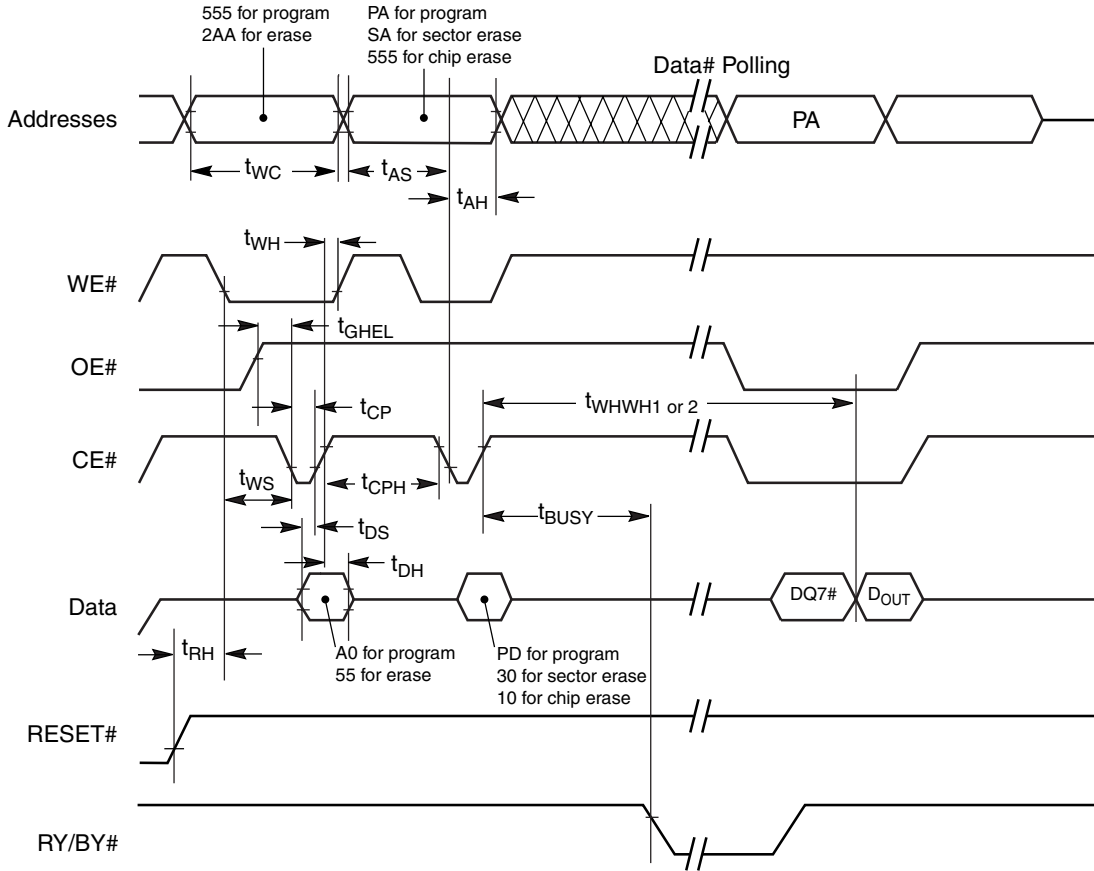 555 for program
2AA for erase
PA for program
SA for sector erase
555 for chip erase
Data# Polling
Addresses
PA
tWC
tAS
tAH
tWH
WE#
tGHEL
OE#
tWHWH1 or 2
tCP
CE#
tWS
tCPH
tBUSY
tDS
tDH
Data
DQ7#
DOUT
tRH
A0 for program
55 for erase
PD for program
30 for sector erase
10 for chip erase
RESET#
RY/BY#